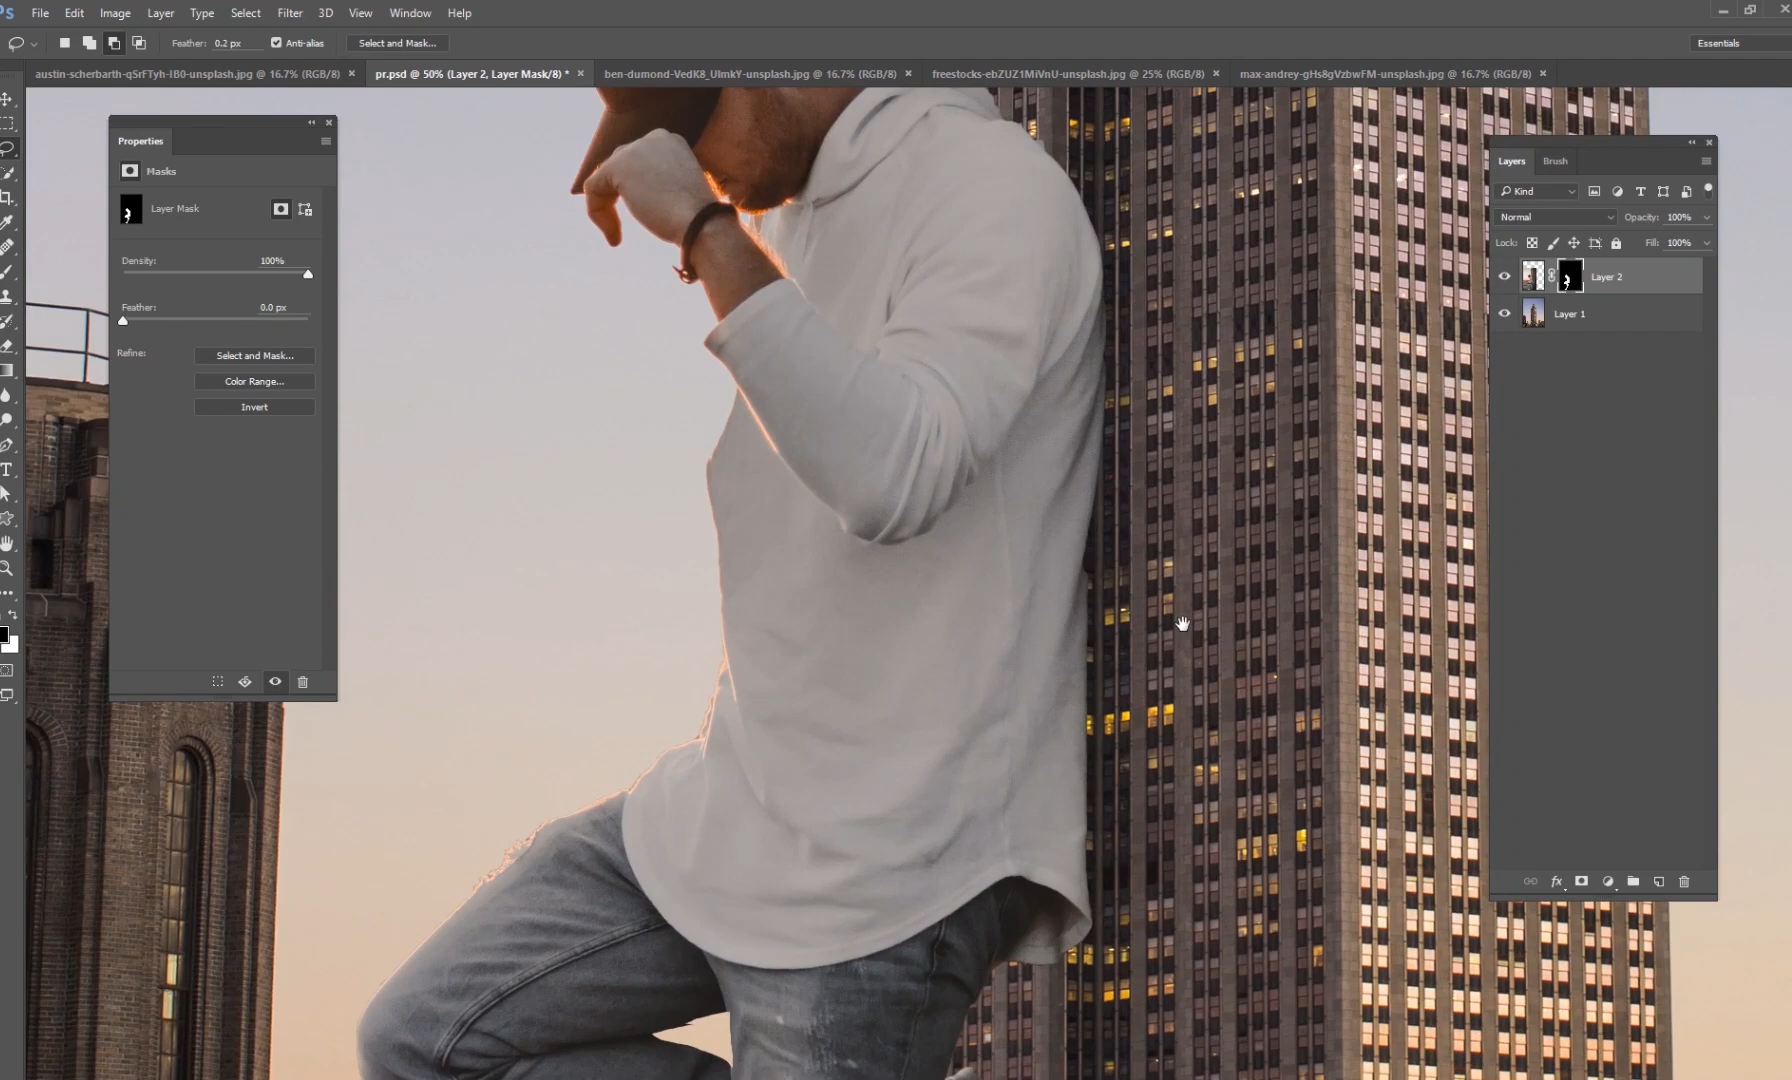 PS File Edit Image Layer Type Select Filter 3D View Window Help
Feather: 0.2 px Anti-alias Select and Mask... Essentials
austin-scherbarth-qSrFTyh-IB0-unsplash.jpg @ 16.7% (RGB/8) × pr.psd @ 50% (Layer 2, Layer Mask/8) * × ben-dumond-VedK8_UlmkY-unsplash.jpg @ 16.7% (RGB/8) × freestocks-ebZUZ1MiVnU-unsplash.jpg @ 25% (RGB/8) × max-andrey-gHs8gVzbwFM-unsplash.jpg @ 16.7% (RGB/8) ×
Properties
Masks
Layer Mask
Density: 100%
Feather: 0.0 px
Refine: Select and Mask...
Color Range...
Invert
Layers Brush
Kind
Normal Opacity: 100%
Lock: Fill: 100%
Layer 2
Layer 1